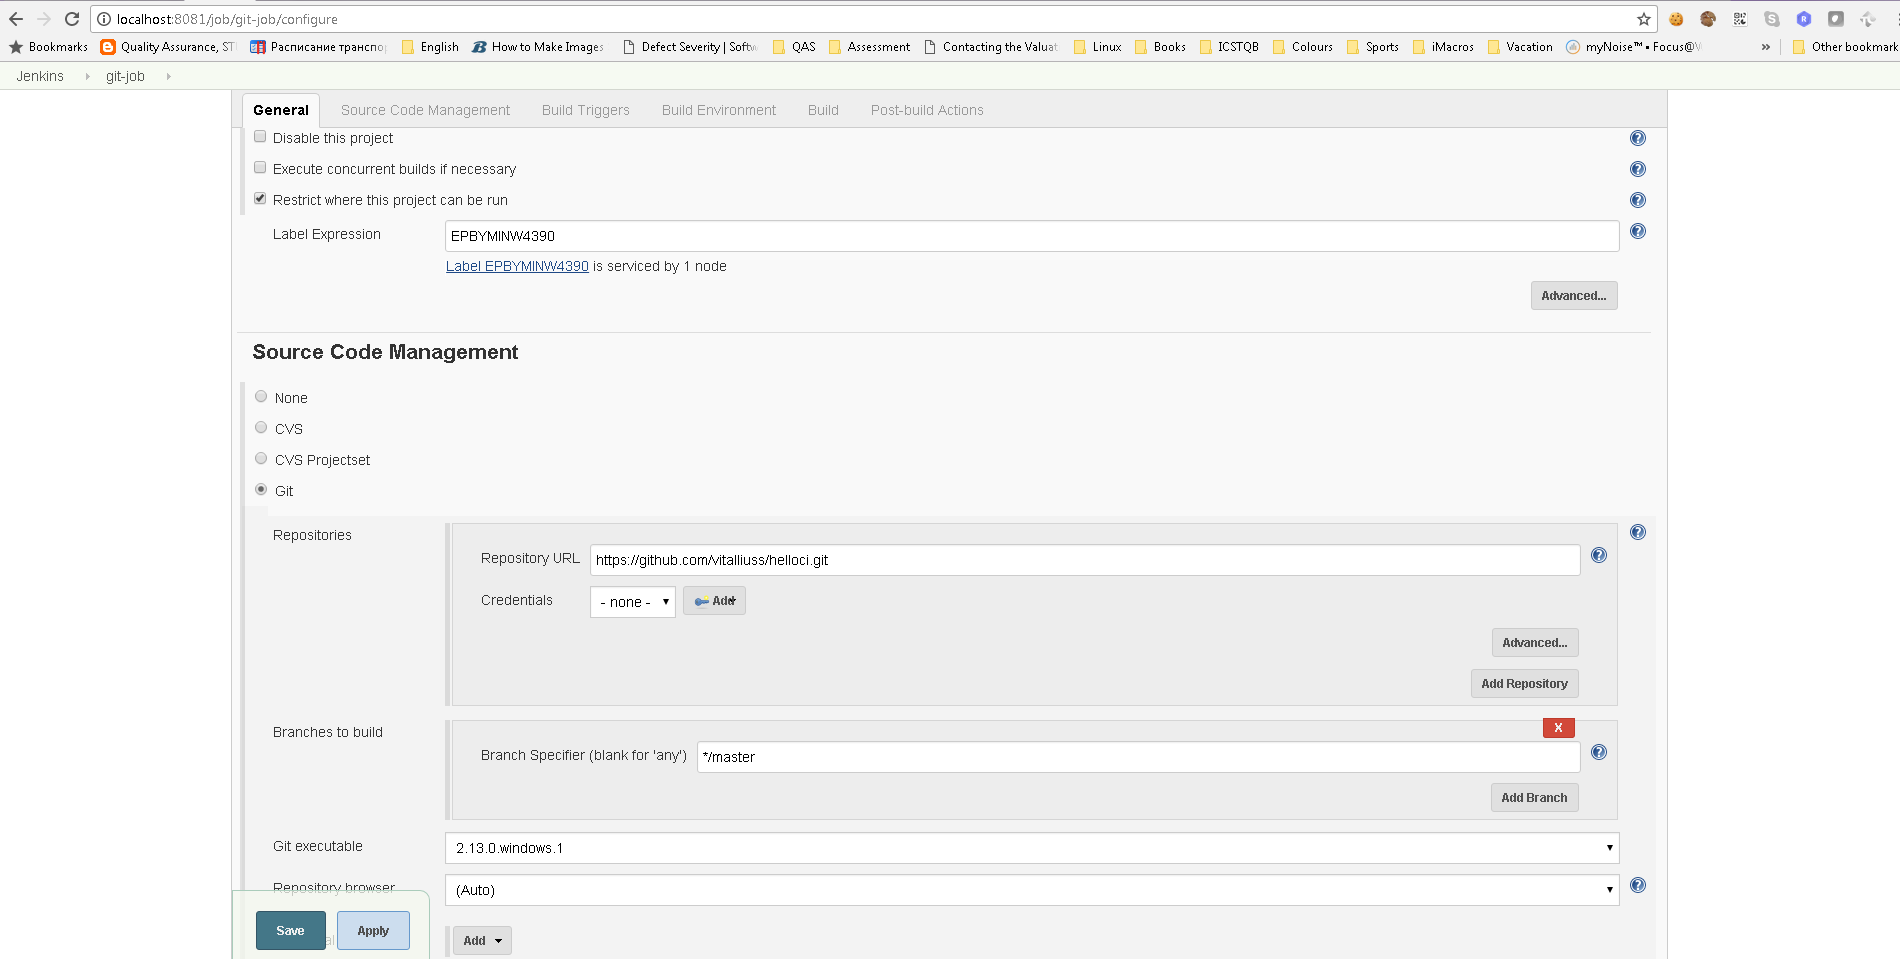 localhost:8081/job/git-job/configure
Bookmarks Quality Assurance, ST Расписание транспо English How to Make Images Defect Severity | Softw QAS Assessment Contacting the Valuat Linux Books ICSTQB Colours Sports iMacros Vacation myNoise™ • Focus@V » Other bookmark
Jenkins git-job
General Source Code Management Build Triggers Build Environment Build Post-build Actions
Disable this project
Execute concurrent builds if necessary
Restrict where this project can be run
Label Expression EPBYMINW4390
Label EPBYMINW4390 is serviced by 1 node
Advanced...
Source Code Management
None
CVS
CVS Projectset
Git
Repositories
Repository URL https://github.com/vitalliuss/helloci.git
Credentials - none - Add
Advanced...
Add Repository
Branches to build
X
Branch Specifier (blank for 'any') */master
Add Branch
Git executable 2.13.0.windows.1
Repository browser (Auto)
Save Apply Add